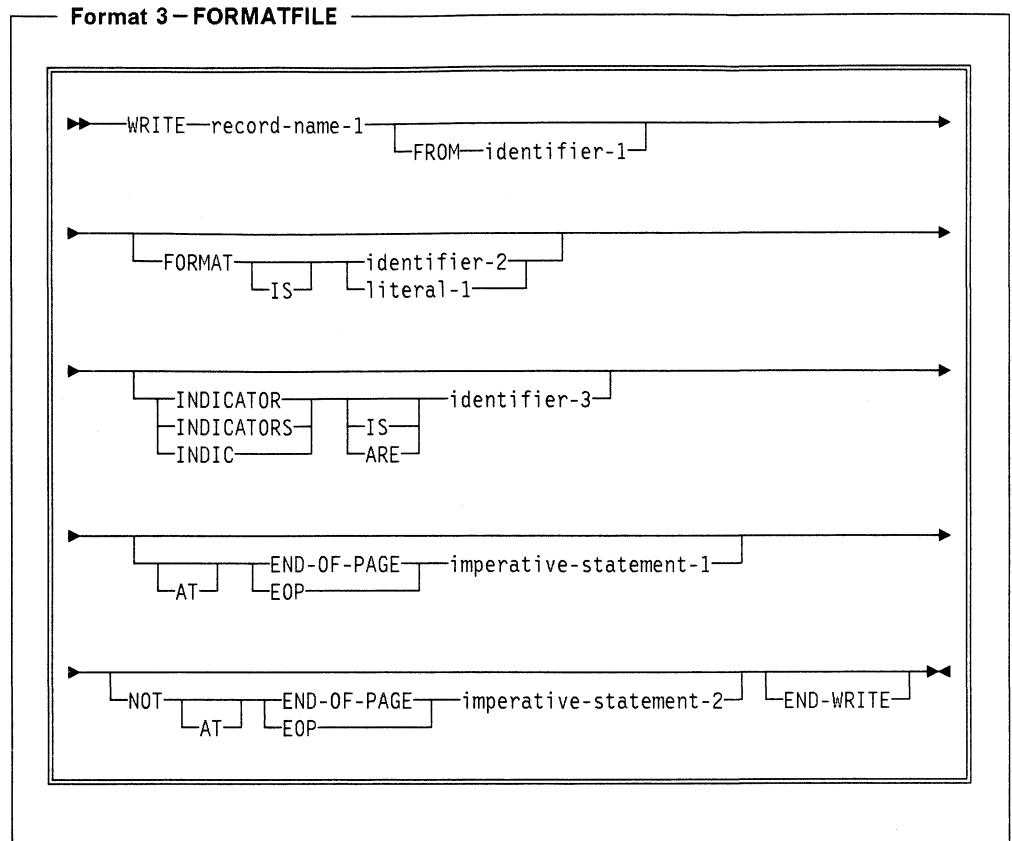 Format 3—FORMATFILE
WRITE record-name-1
FROM identifier-1
FORMAT identifier-2
IS literal-1
INDICATOR identifier-3
INDICATORS IS
INDIC ARE
END-OF-PAGE imperative-statement-1
AT EOP
NOT END-OF-PAGE imperative-statement-2 END-WRITE
AT EOP